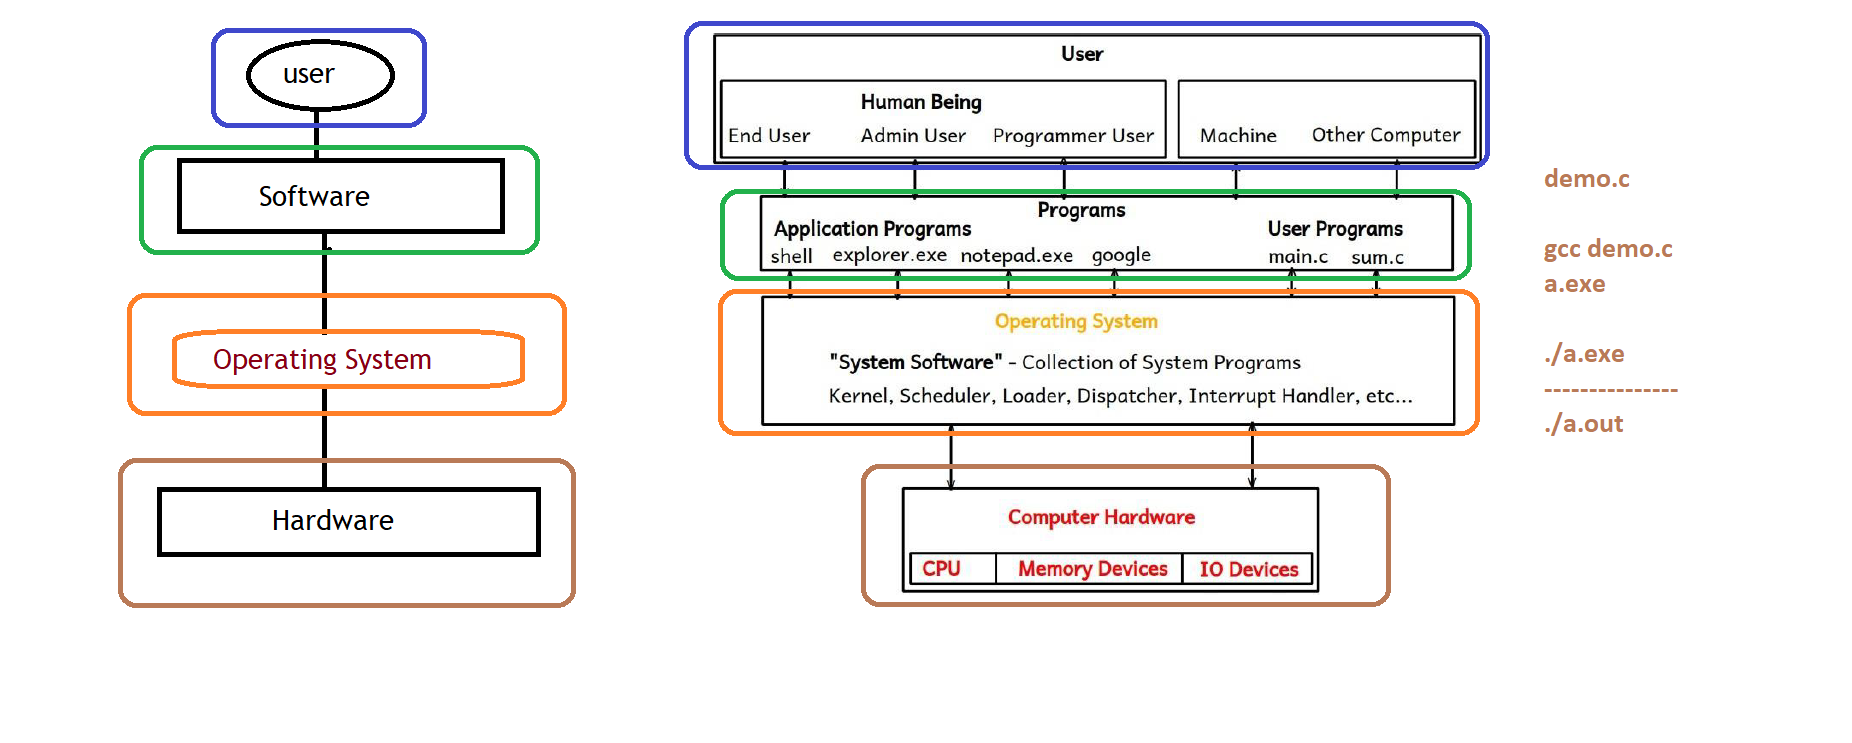 user
Software
Operating System
Hardware
User
Human Being
End User Admin User Programmer User
Machine Other Computer
Programs
Application Programs User Programs
shell explorer.exe notepad.exe google main.c sum.c
Operating System
"System Software" - Collection of System Programs
Kernel, Scheduler, Loader, Dispatcher, Interrupt Handler, etc...
Computer Hardware
CPU Memory Devices IO Devices
demo.c
gcc demo.c
a.exe
./a.exe
---------------
./a.out